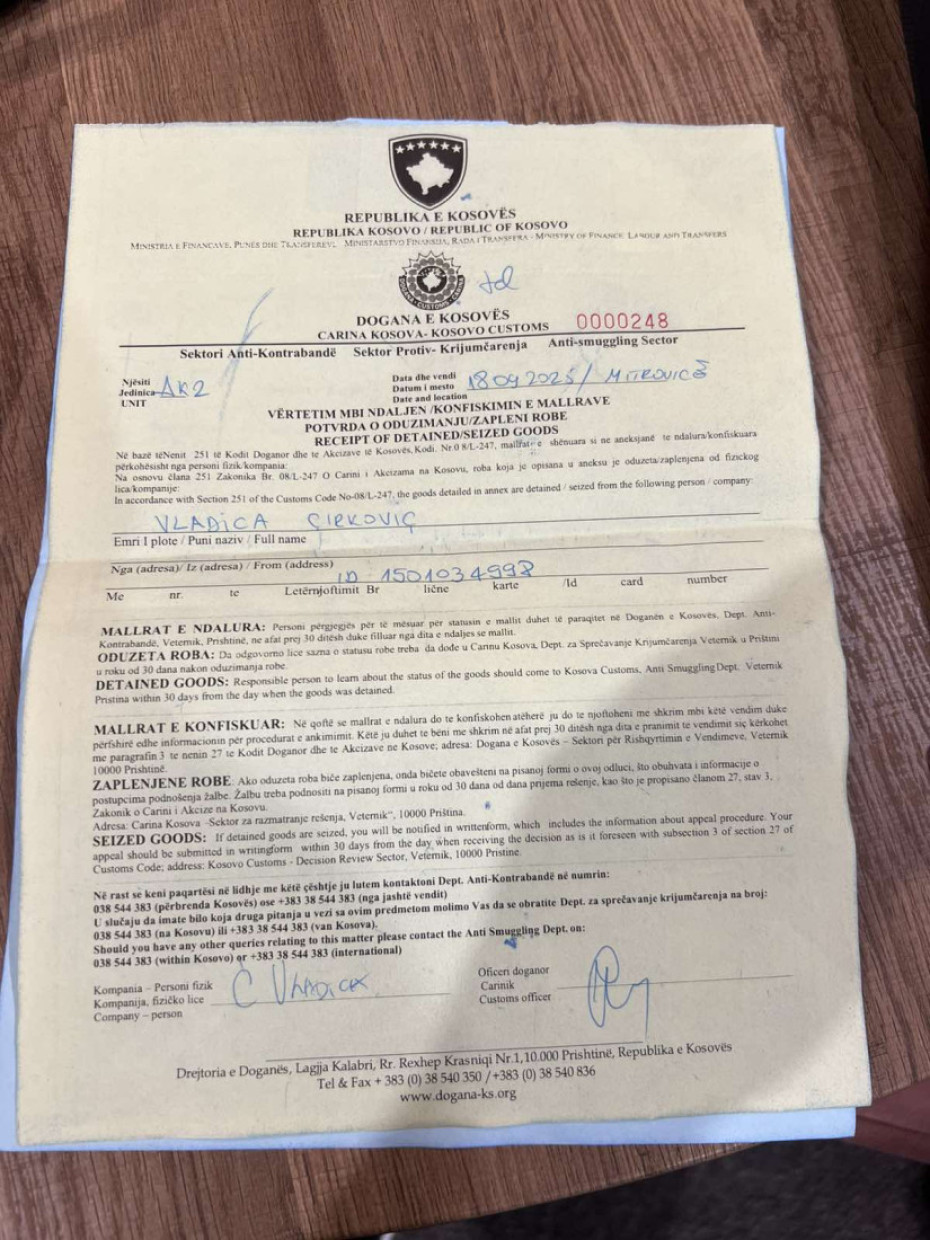 REPUBLIKA E KOSOVËS
REPUBLIKA KOSOVO / REPUBLIC OF KOSOVO
MINISTRIA E FINANCAVE, PUNËS DHE TRANSFEREVE MINISTARSTVO FINANSIJA, RADA I TRANSFERA - MINISTRY OF FINANCE LABOUR AND TRANSFERS
DOGANA E KOSOVËS
CARINA KOSOVA- KOSOVO CUSTOMS 0000248
Sektori Anti-Kontrabandë Sektor Protiv- Krijumčarenja Anti-smuggling Sector
Njësiti
Jedinica AK2
UNIT
Data dhe vendi
Datum i mesto 18 09 2025 / MITROVICË
Date and location
VËRTETIM MBI NDALJEN /KONFISKIMIN E MALLRAVE
POTVRDA O ODUZIMANJU/ZAPLENI ROBE
RECEIPT OF DETAINED/SEIZED GOODS
Në bazë tëNenit 251 të Kodit Doganor dhe të Akcizave të Kosovës,Kodi. Nr.0 8/L-247, mallrat e shënuara si ne aneksjanë te ndalura/konfiskuara
përkohësisht nga personi fizik/kompania:
Na osnovu člana 251 Zakonika Br. 08/L-247 O Carini i Akcizama na Kosovu, roba koja je opisana u aneksu je oduzeta/zaplenjena od fizickog
lica/kompanije:
In accordance with Section 251 of the Customs Code No-08/L-247, the goods detailed in annex are detained / seized from the following person / company:
VLADICA ÇIRKOVIÇ
Emri I plote / Puni naziv / Full name
Nga (adresa)/ Iz (adresa) / From (address)
ID 1501034998
Me nr. te Letërnjoftimit Br lične karte /Id card number
MALLRAT E NDALURA: Personi përgjegjës për të mësuar për statusin e mallit duhet të paraqitet në Doganën e Kosovës, Dept. Anti-
Kontrabandë, Veternik, Prishtinë, ne afat prej 30 ditësh duke filluar nga dita e ndaljes se mallit.
ODUZETA ROBA: Da odgovorno lice sazna o statusu robe treba da dođe u Carinu Kosova, Dept. za Sprečavanje Krijumčarenja Veternik u Prištini
u roku od 30 dana nakon oduzimanja robe.
DETAINED GOODS: Responsible person to learn about the status of the goods should come to Kosova Customs, Anti Smuggling Dept. Veternik
Pristina within 30 days from the day when the goods was detained.
MALLRAT E KONFISKUAR: Në qoftë se mallrat e ndalura do te konfiskohen atëherë ju do te njoftoheni me shkrim mbi këtë vendim duke
përfshirë edhe informacionin për procedurat e ankimimit. Këtë ju duhet te bëni me shkrim në afat prej 30 ditësh nga dita e pranimit te vendimit siç kërkohet
me paragrafin 3 te nenin 27 te Kodit Doganor dhe te Akcizave ne Kosove; adresa: Dogana e Kosovës – Sektori për Rishqyrtimin e Vendimeve, Veternik
10000 Prishtinë.
ZAPLENJENE ROBE: Ako oduzeta roba biće zaplenjena, onda bićete obavešteni na pisanoj formi o ovoj odluci, što obuhvata i informacije o
postupcima podnošenja žalbe. Žalbu treba podnositi na pisanoj formi u roku od 30 dana od dana prijema rešenje, kao što je propisano članom 27, stav 3,
Zakonik o Carini i Akcize na Kosovu.
Adresa: Carina Kosova -Sektor za razmatranje rešenja, Veternik“, 10000 Priština.
SEIZED GOODS: If detained goods are seized, you will be notified in writtenform, which includes the information about appeal procedure. Your
appeal should be submitted in writingform within 30 days from the day when receiving the decision as is it foreseen with subsection 3 of section 27 of
Customs Code; address: Kosovo Customs - Decision Review Sector, Veternik, 10000 Pristine.
Në rast se keni paqartësi në lidhje me këtë çështje ju lutem kontaktoni Dept. Anti-Kontrabandë në numrin:
038 544 383 (përbrenda Kosovës) ose +383 38 544 383 (nga jashtë vendit)
U slučaju da imate bilo koja druga pitanja u vezi sa ovim predmetom molimo Vas da se obratite Dept. za sprečavanje krijumčarenja na broj:
038 544 383 (na Kosovu) ili +383 38 544 383 (van Kosova).
Should you have any other queries relating to this matter please contact the Anti Smuggling Dept. on:
038 544 383 (within Kosovo) or +383 38 544 383 (international)
Kompania – Personi fizik
Kompanija, fizičko lice C Vladica
Company – person
Oficeri doganor
Carinik
Customs officer
Drejtoria e Doganës, Lagjja Kalabri, Rr. Rexhep Krasniqi Nr.1,10.000 Prishtinë, Republika e Kosovës
Tel & Fax + 383 (0) 38 540 350 /+383 (0) 38 540 836
www.dogana-ks.org